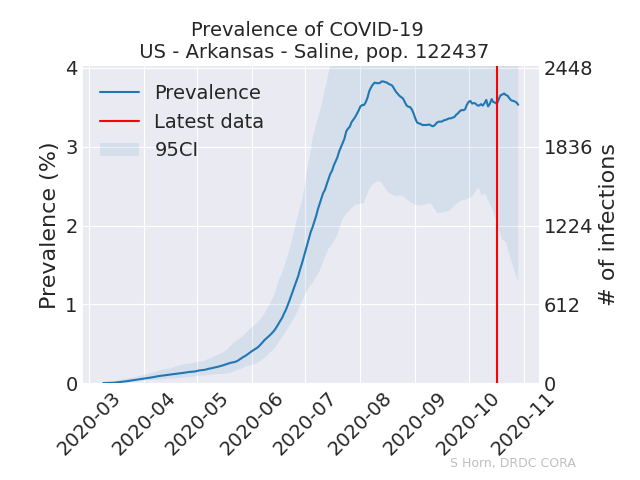 Prevalence of COVID-19
US - Arkansas - Saline, pop. 122437
Prevalence
Latest data
95CI
Prevalence (%)
4
3
2
1
0
# of infections
2448
1836
1224
612
0
2020-03
2020-04
2020-05
2020-06
2020-07
2020-08
2020-09
2020-10
2020-11
S Horn, DRDC CORA